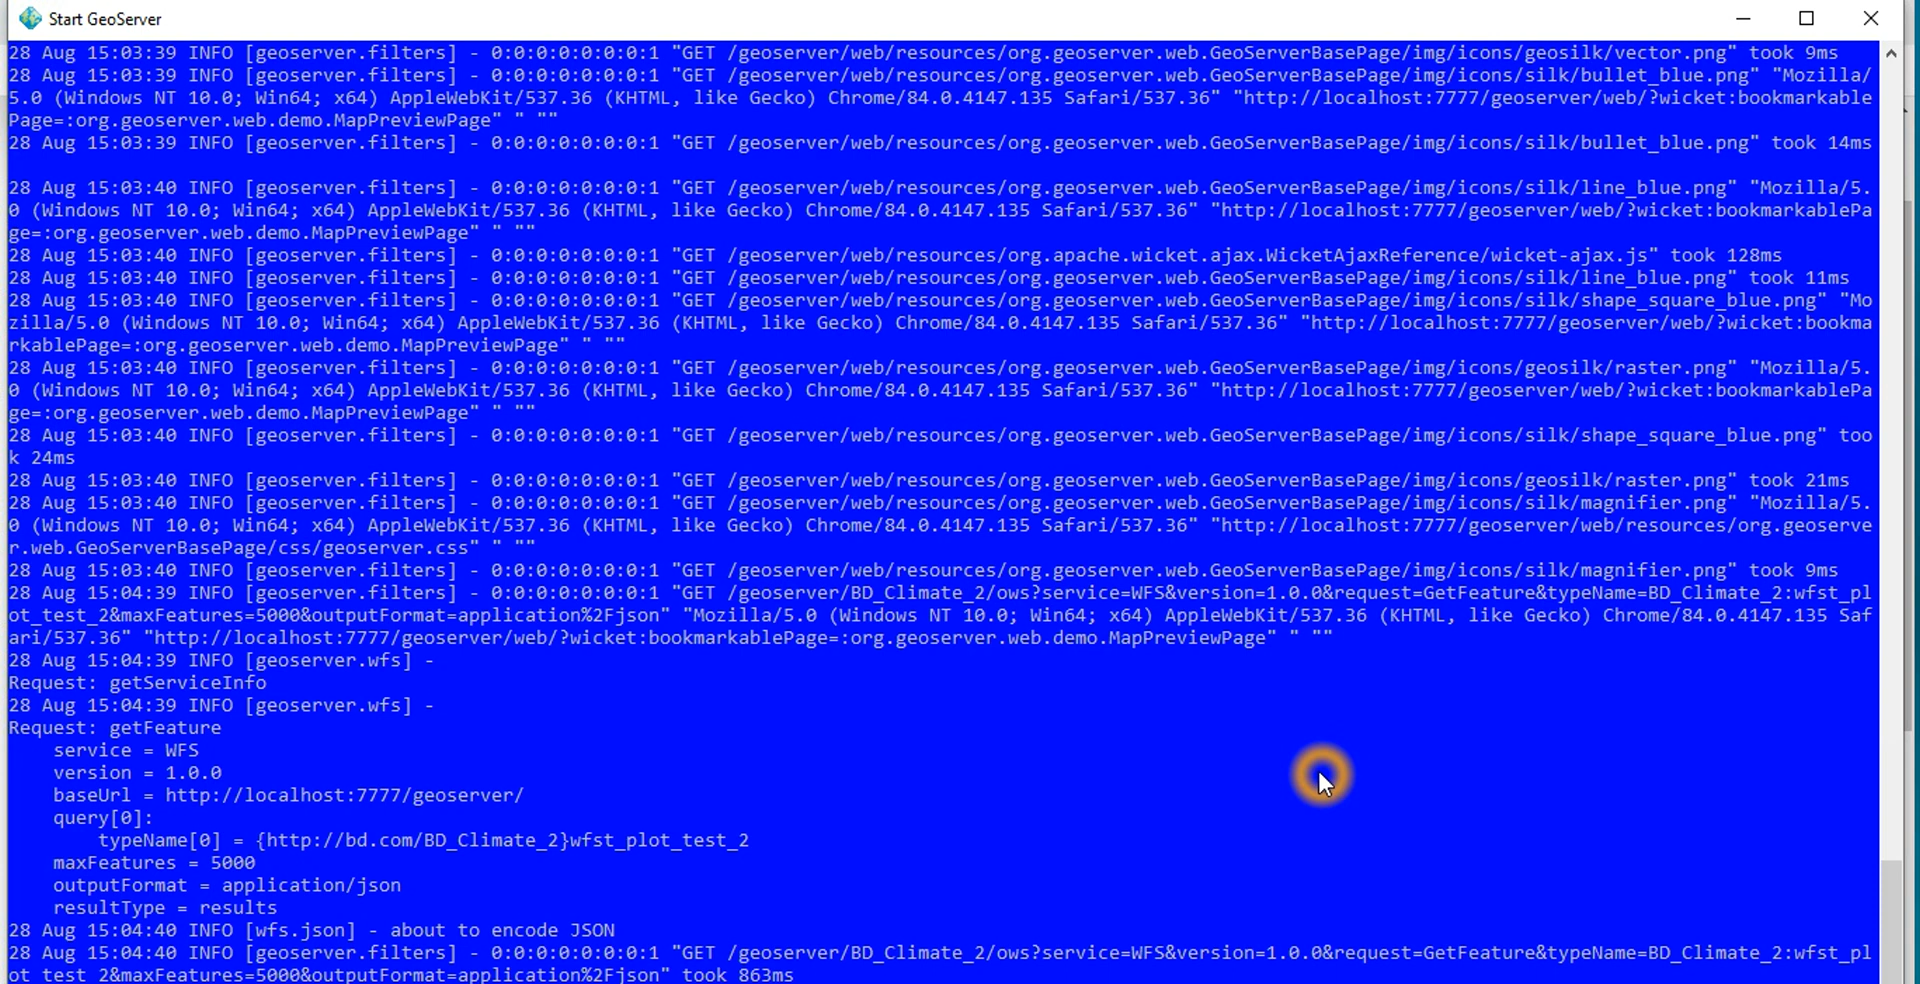 Start GeoServer
28 Aug 15:03:39 INFO [geoserver.filters] - 0:0:0:0:0:0:0:1 "GET /geoserver/web/resources/org.geoserver.web.GeoServerBasePage/img/icons/geosilk/vector.png" took 9ms
28 Aug 15:03:39 INFO [geoserver.filters] - 0:0:0:0:0:0:0:1 "GET /geoserver/web/resources/org.geoserver.web.GeoServerBasePage/img/icons/silk/bullet_blue.png" "Mozilla/
5.0 (Windows NT 10.0; Win64; x64) AppleWebKit/537.36 (KHTML, like Gecko) Chrome/84.0.4147.135 Safari/537.36" "http://localhost:7777/geoserver/web/?wicket:bookmarkable
Page=:org.geoserver.web.demo.MapPreviewPage" " ""
28 Aug 15:03:39 INFO [geoserver.filters] - 0:0:0:0:0:0:0:1 "GET /geoserver/web/resources/org.geoserver.web.GeoServerBasePage/img/icons/silk/bullet_blue.png" took 14ms
28 Aug 15:03:40 INFO [geoserver.filters] - 0:0:0:0:0:0:0:1 "GET /geoserver/web/resources/org.geoserver.web.GeoServerBasePage/img/icons/silk/line_blue.png" "Mozilla/5.
0 (Windows NT 10.0; Win64; x64) AppleWebKit/537.36 (KHTML, like Gecko) Chrome/84.0.4147.135 Safari/537.36" "http://localhost:7777/geoserver/web/?wicket:bookmarkablePa
ge=:org.geoserver.web.demo.MapPreviewPage" " ""
28 Aug 15:03:40 INFO [geoserver.filters] - 0:0:0:0:0:0:0:1 "GET /geoserver/web/resources/org.apache.wicket.ajax.WicketAjaxReference/wicket-ajax.js" took 128ms
28 Aug 15:03:40 INFO [geoserver.filters] - 0:0:0:0:0:0:0:1 "GET /geoserver/web/resources/org.geoserver.web.GeoServerBasePage/img/icons/silk/line_blue.png" took 11ms
28 Aug 15:03:40 INFO [geoserver.filters] - 0:0:0:0:0:0:0:1 "GET /geoserver/web/resources/org.geoserver.web.GeoServerBasePage/img/icons/silk/shape_square_blue.png" "Mo
zilla/5.0 (Windows NT 10.0; Win64; x64) AppleWebKit/537.36 (KHTML, like Gecko) Chrome/84.0.4147.135 Safari/537.36" "http://localhost:7777/geoserver/web/?wicket:bookma
rkablePage=:org.geoserver.web.demo.MapPreviewPage" " ""
28 Aug 15:03:40 INFO [geoserver.filters] - 0:0:0:0:0:0:0:1 "GET /geoserver/web/resources/org.geoserver.web.GeoServerBasePage/img/icons/geosilk/raster.png" "Mozilla/5.
0 (Windows NT 10.0; Win64; x64) AppleWebKit/537.36 (KHTML, like Gecko) Chrome/84.0.4147.135 Safari/537.36" "http://localhost:7777/geoserver/web/?wicket:bookmarkablePa
ge=:org.geoserver.web.demo.MapPreviewPage" " ""
28 Aug 15:03:40 INFO [geoserver.filters] - 0:0:0:0:0:0:0:1 "GET /geoserver/web/resources/org.geoserver.web.GeoServerBasePage/img/icons/silk/shape_square_blue.png" too
k 24ms
28 Aug 15:03:40 INFO [geoserver.filters] - 0:0:0:0:0:0:0:1 "GET /geoserver/web/resources/org.geoserver.web.GeoServerBasePage/img/icons/geosilk/raster.png" took 21ms
28 Aug 15:03:40 INFO [geoserver.filters] - 0:0:0:0:0:0:0:1 "GET /geoserver/web/resources/org.geoserver.web.GeoServerBasePage/img/icons/silk/magnifier.png" "Mozilla/5.
0 (Windows NT 10.0; Win64; x64) AppleWebKit/537.36 (KHTML, like Gecko) Chrome/84.0.4147.135 Safari/537.36" "http://localhost:7777/geoserver/web/resources/org.geoserve
r.web.GeoServerBasePage/css/geoserver.css" " ""
28 Aug 15:03:40 INFO [geoserver.filters] - 0:0:0:0:0:0:0:1 "GET /geoserver/web/resources/org.geoserver.web.GeoServerBasePage/img/icons/silk/magnifier.png" took 9ms
28 Aug 15:04:39 INFO [geoserver.filters] - 0:0:0:0:0:0:0:1 "GET /geoserver/BD_Climate_2/ows?service=WFS&version=1.0.0&request=GetFeature&typeName=BD_Climate_2:wfst_pl
ot_test_2&maxFeatures=5000&outputFormat=application%2Fjson" "Mozilla/5.0 (Windows NT 10.0; Win64; x64) AppleWebKit/537.36 (KHTML, like Gecko) Chrome/84.0.4147.135 Saf
ari/537.36" "http://localhost:7777/geoserver/web/?wicket:bookmarkablePage=:org.geoserver.web.demo.MapPreviewPage" " ""
28 Aug 15:04:39 INFO [geoserver.wfs] -
Request: getServiceInfo
28 Aug 15:04:39 INFO [geoserver.wfs] -
Request: getFeature
service = WFS
version = 1.0.0
baseUrl = http://localhost:7777/geoserver/
query[0]:
typeName[0] = {http://bd.com/BD_Climate_2}wfst_plot_test_2
maxFeatures = 5000
outputFormat = application/json
resultType = results
28 Aug 15:04:40 INFO [wfs.json] - about to encode JSON
28 Aug 15:04:40 INFO [geoserver.filters] - 0:0:0:0:0:0:0:1 "GET /geoserver/BD_Climate_2/ows?service=WFS&version=1.0.0&request=GetFeature&typeName=BD_Climate_2:wfst_pl
ot_test_2&maxFeatures=5000&outputFormat=application%2Fjson" took 863ms